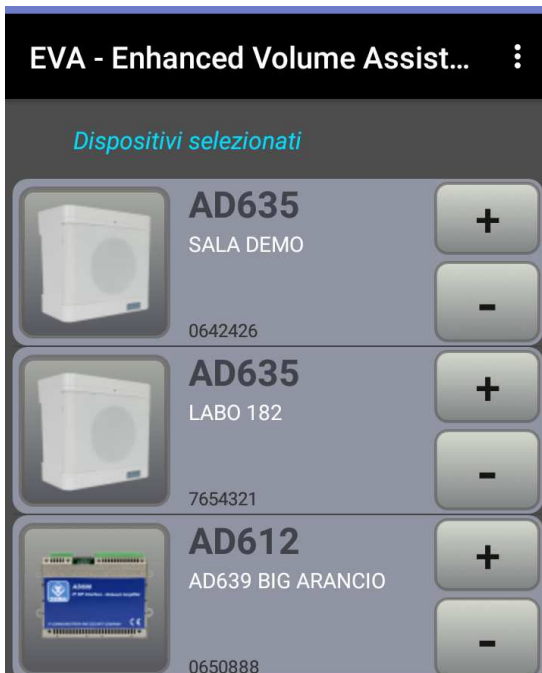 EVA - Enhanced Volume Assist...
Dispositivi selezionati
AD635
SALA DEMO
0642426
+
-
AD635
LABO 182
7654321
+
-
AD612
AD639 BIG ARANCIO
0650888
+
-